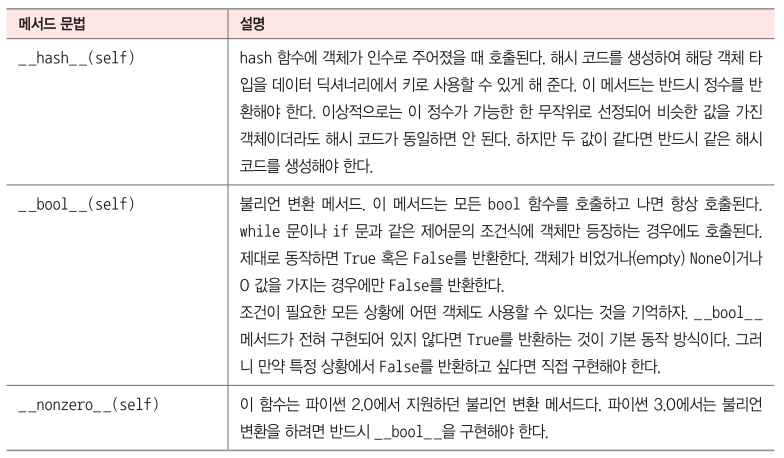 메서드 문법 설명
__hash__(self) hash 함수에 객체가 인수로 주어졌을 때 호출된다. 해시 코드를 생성하여 해당 객체 타
입을 데이터 딕셔너리에서 키로 사용할 수 있게 해 준다. 이 메서드는 반드시 정수를 반
환해야 한다. 이상적으로는 이 정수가 가능한 한 무작위로 선정되어 비슷한 값을 가진
객체이더라도 해시 코드가 동일하면 안 된다. 하지만 두 값이 같다면 반드시 같은 해시
코드를 생성해야 한다.
__bool__(self) 불리언 변환 메서드. 이 메서드는 모든 bool 함수를 호출하고 나면 항상 호출된다.
while 문이나 if 문과 같은 제어문의 조건식에 객체만 등장하는 경우에도 호출된다.
제대로 동작하면 True 혹은 False를 반환한다. 객체가 비었거나(empty) None이거나
0 값을 가지는 경우에만 False를 반환한다.
조건이 필요한 모든 상황에 어떤 객체도 사용할 수 있다는 것을 기억하자. __bool__
메서드가 전혀 구현되어 있지 않다면 True를 반환하는 것이 기본 동작 방식이다. 그러
니 만약 특정 상황에서 False를 반환하고 싶다면 직접 구현해야 한다.
__nonzero__(self) 이 함수는 파이썬 2.0에서 지원하던 불리언 변환 메서드다. 파이썬 3.0에서는 불리언
변환을 하려면 반드시 __bool__을 구현해야 한다.